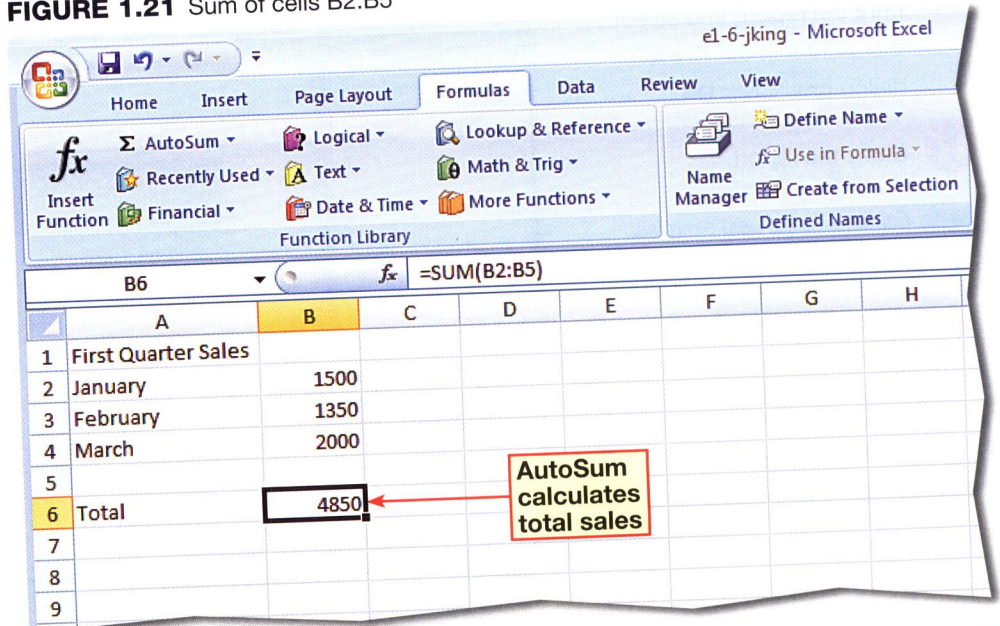 FIGURE 1.21 Sum of cells B2:B5
e1-6-jking - Microsoft Excel
Home Insert Page Layout Formulas Data Review View
fx Insert Function
Σ AutoSum
Recently Used
Financial
Logical
Text
Date & Time
Lookup & Reference
Math & Trig
More Functions
Function Library
Name Manager
Define Name
Use in Formula
Create from Selection
Defined Names
B6 fx =SUM(B2:B5)
A B C D E F G H
1 First Quarter Sales
2 January 1500
3 February 1350
4 March 2000
5
6 Total 4850
7
8
9
AutoSum
calculates
total sales